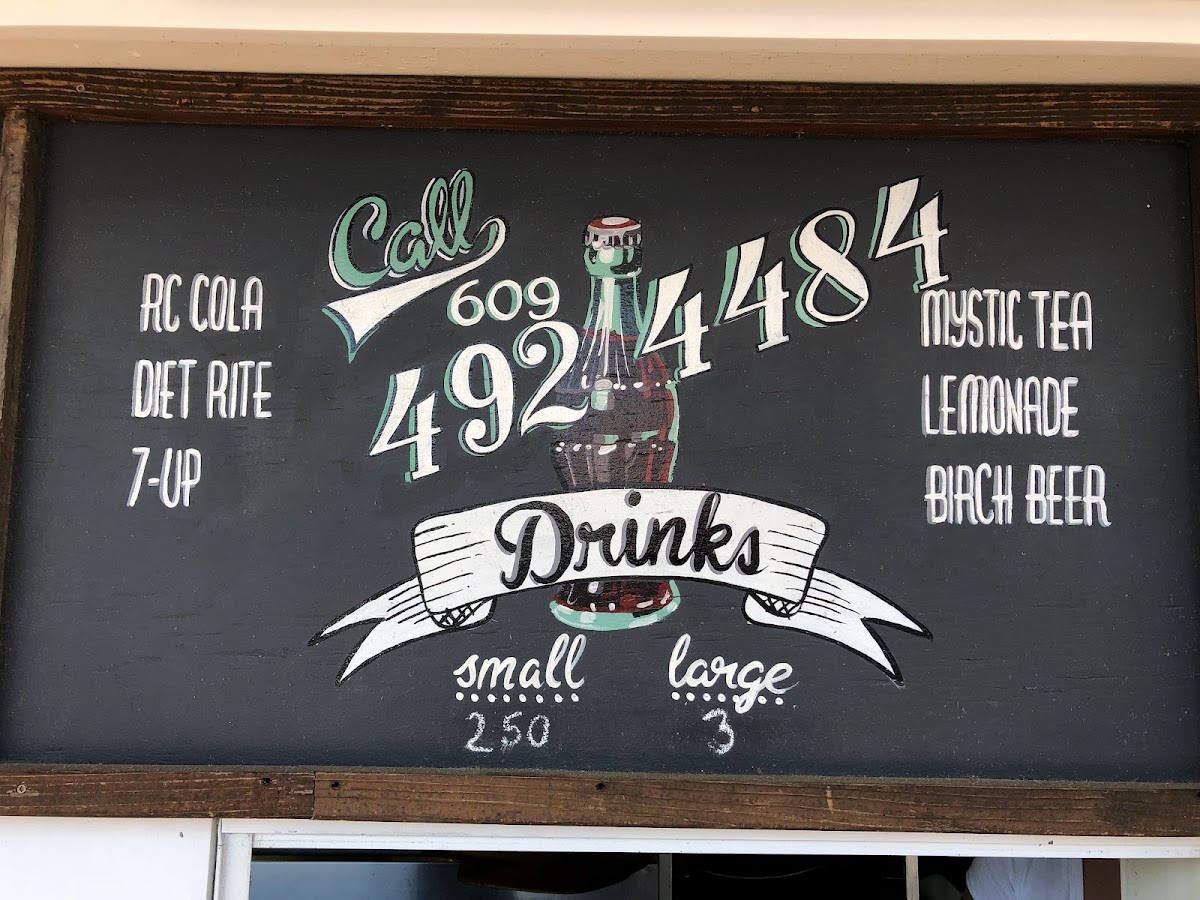 Call
609
492 4484
RC COLA
DIET RITE
7-UP
MYSTIC TEA
LEMONADE
BIRCH BEER
Drinks
small large
250 3